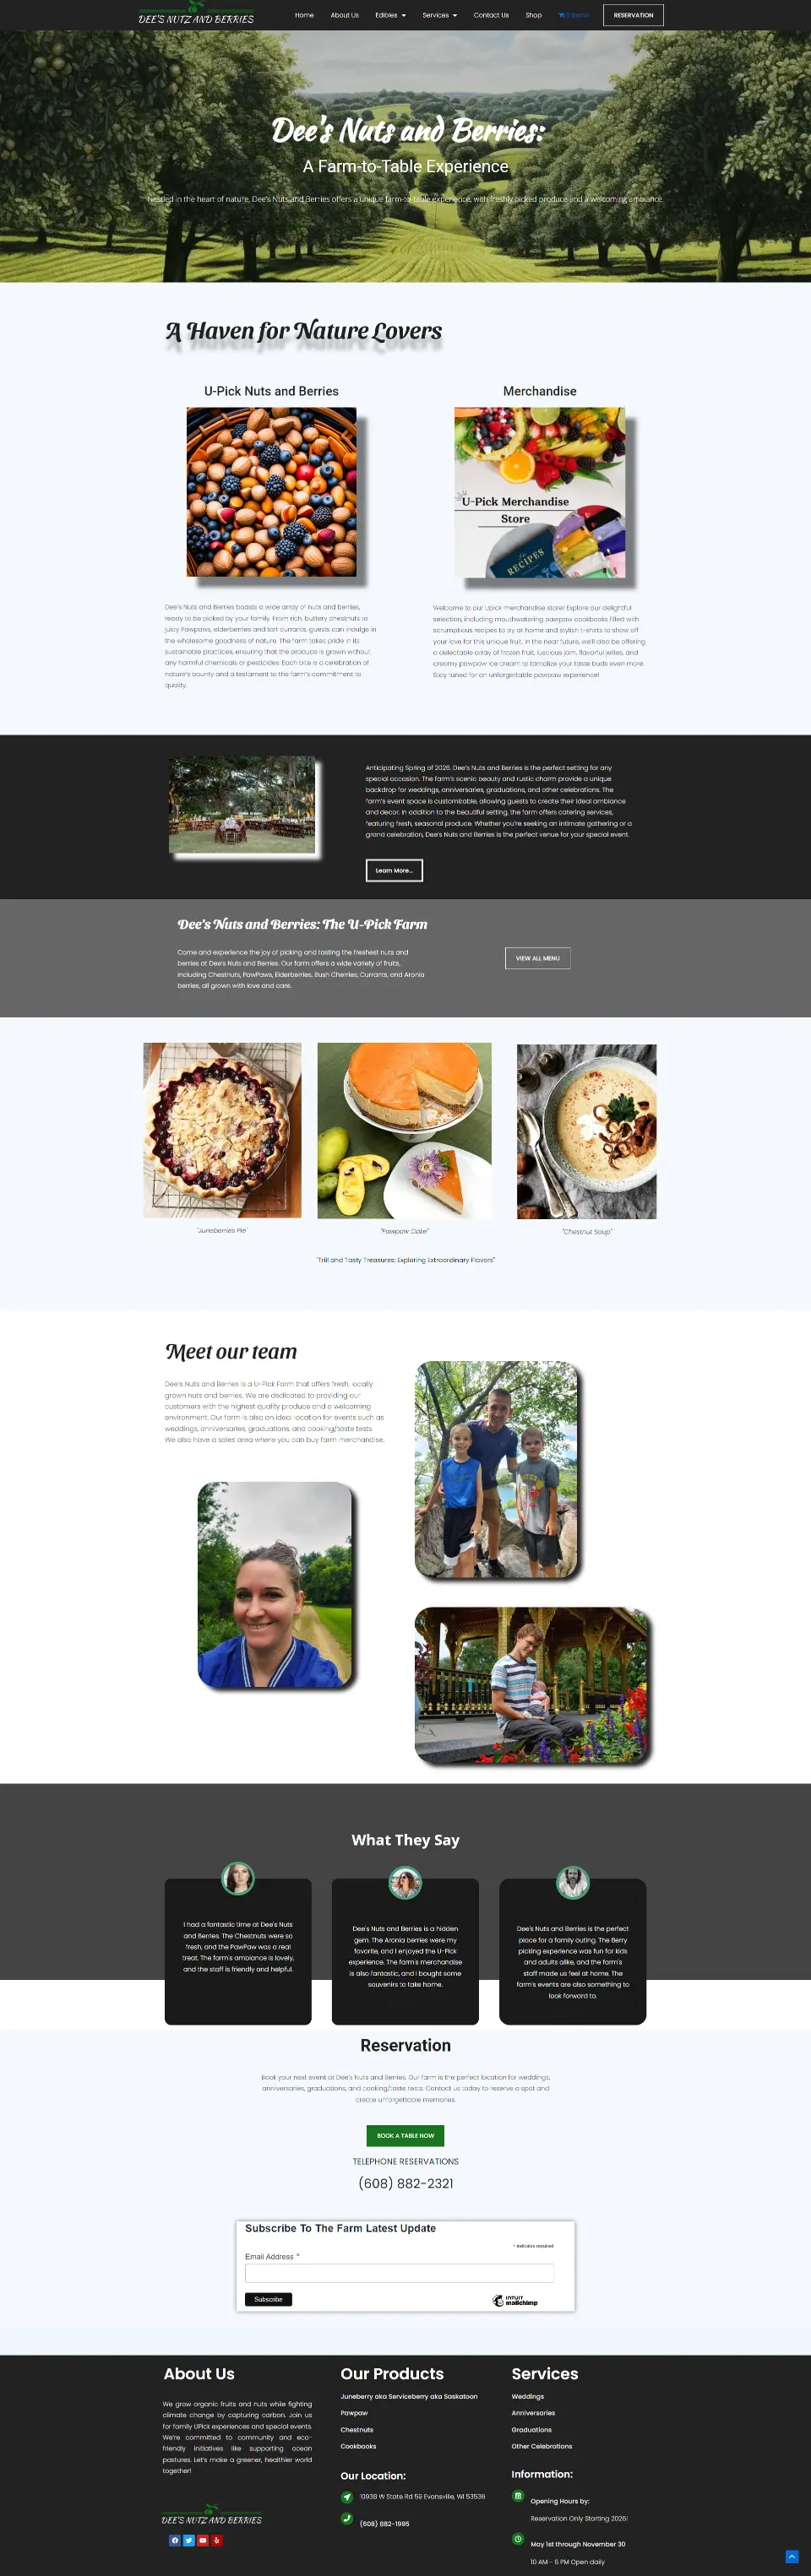 DEE'S NUTZ AND BERRIES
Home About Us Edibles Services Contact Us Shop 0 items RESERVATION
Dee's Nuts and Berries:
A Farm-to-Table Experience
Nestled in the heart of nature, Dee's Nuts and Berries offers a unique farm-to-table experience, with freshly picked produce and a welcoming ambiance.
A Haven for Nature Lovers
U-Pick Nuts and Berries
Dee's Nuts and Berries boasts a wide array of nuts and berries,
ready to be picked by your family. From rich, buttery chestnuts to
juicy Pawpaws, elderberries and tart currants, guests can indulge in
the wholesome goodness of nature. The farm takes pride in its
sustainable practices, ensuring that the produce is grown without
any harmful chemicals or pesticides. Each bite is a celebration of
nature's bounty and a testament to the farm's commitment to
quality.
Merchandise
U-Pick Merchandise
Store
RECIPES
Welcome to our Upick merchandise store! Explore our delightful
selection, including mouthwatering pawpaw cookbooks filled with
scrumptious recipes to try at home and stylish t-shirts to show off
your love for this unique fruit. In the near future, we'll also be offering
a delectable array of frozen fruit, luscious jam, flavorful jellies, and
creamy pawpaw ice cream to tantalize your taste buds even more.
Stay tuned for an unforgettable pawpaw experience!
Anticipating Spring of 2026, Dee's Nuts and Berries is the perfect setting for any
special occasion. The farm's scenic beauty and rustic charm provide a unique
backdrop for weddings, anniversaries, graduations, and other celebrations. The
farm's event space is customizable, allowing guests to create their ideal ambiance
and decor. In addition to the beautiful setting, the farm offers catering services,
featuring fresh, seasonal produce. Whether you're seeking an intimate gathering or a
grand celebration, Dee's Nuts and Berries is the perfect venue for your special event.
Learn More...
Dee's Nuts and Berries: The U-Pick Farm
Come and experience the joy of picking and tasting the freshest nuts and
berries at Dee's Nuts and Berries. Our farm offers a wide variety of fruits,
including Chestnuts, PawPaws, Elderberries, Bush Cherries, Currants, and Aronia
berries, all grown with love and care.
VIEW ALL MENU
"Juneberries Pie"
"Pawpaw Cake"
"Chestnut Soup"
"Trill and Tasty Treasures: Exploring Extraordinary Flavors"
Meet our team
Dee's Nuts and Berries is a U-Pick Farm that offers fresh, locally
grown nuts and berries. We are dedicated to providing our
customers with the highest quality produce and a welcoming
environment. Our farm is also an ideal location for events such as
weddings, anniversaries, graduations, and cooking/taste tests.
We also have a sales area where you can buy farm merchandise.
What They Say
I had a fantastic time at Dee's Nuts
and Berries. The Chestnuts were so
fresh, and the PawPaw was a real
treat. The farm's ambiance is lovely,
and the staff is friendly and helpful.
Dee's Nuts and Berries is a hidden
gem. The Aronia berries were my
favorite, and I enjoyed the U-Pick
experience. The farm's merchandise
is also fantastic, and I bought some
souvenirs to take home.
Dee's Nuts and Berries is the perfect
place for a family outing. The Berry
picking experience was fun for kids
and adults alike, and the farm's
staff made us feel at home. The
farm's events are also something to
look forward to.
Reservation
Book your next event at Dee's Nuts and Berries. Our farm is the perfect location for weddings,
anniversaries, graduations, and cooking/taste tests. Contact us today to reserve a spot and
create unforgettable memories.
BOOK A TABLE NOW
TELEPHONE RESERVATIONS
(608) 882-2321
Subscribe To The Farm Latest Update
* indicates required
Email Address *
Subscribe
INTUIT
mailchimp
About Us
We grow organic fruits and nuts while fighting
climate change by capturing carbon. Join us
for family UPick experiences and special events.
We're committed to community and eco-
friendly initiatives like supporting ocean
pastures. Let's make a greener, healthier world
together!
DEE'S NUTZ AND BERRIES
Our Products
Juneberry aka Serviceberry aka Saskatoon
Pawpaw
Chestnuts
Cookbooks
Our Location:
10938 W State Rd 59 Evansville, WI 53536
(608) 882-1995
Services
Weddings
Anniversaries
Graduations
Other Celebrations
Information:
Opening Hours by:
Reservation Only Starting 2026!
May 1st through November 30
10 AM – 6 PM Open daily